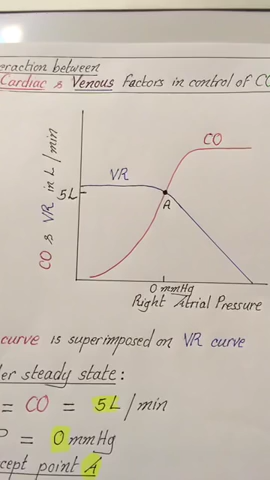 eraction between
Cardiac & Venous Factors in control of CO
CO
VR
CO & VR in L/min
5L
A
0 mmHg
Right Atrial Pressure
curve is superimposed on VR curve
er steady state:
= CO = 5L/min
P = 0 mmHg
cept point A